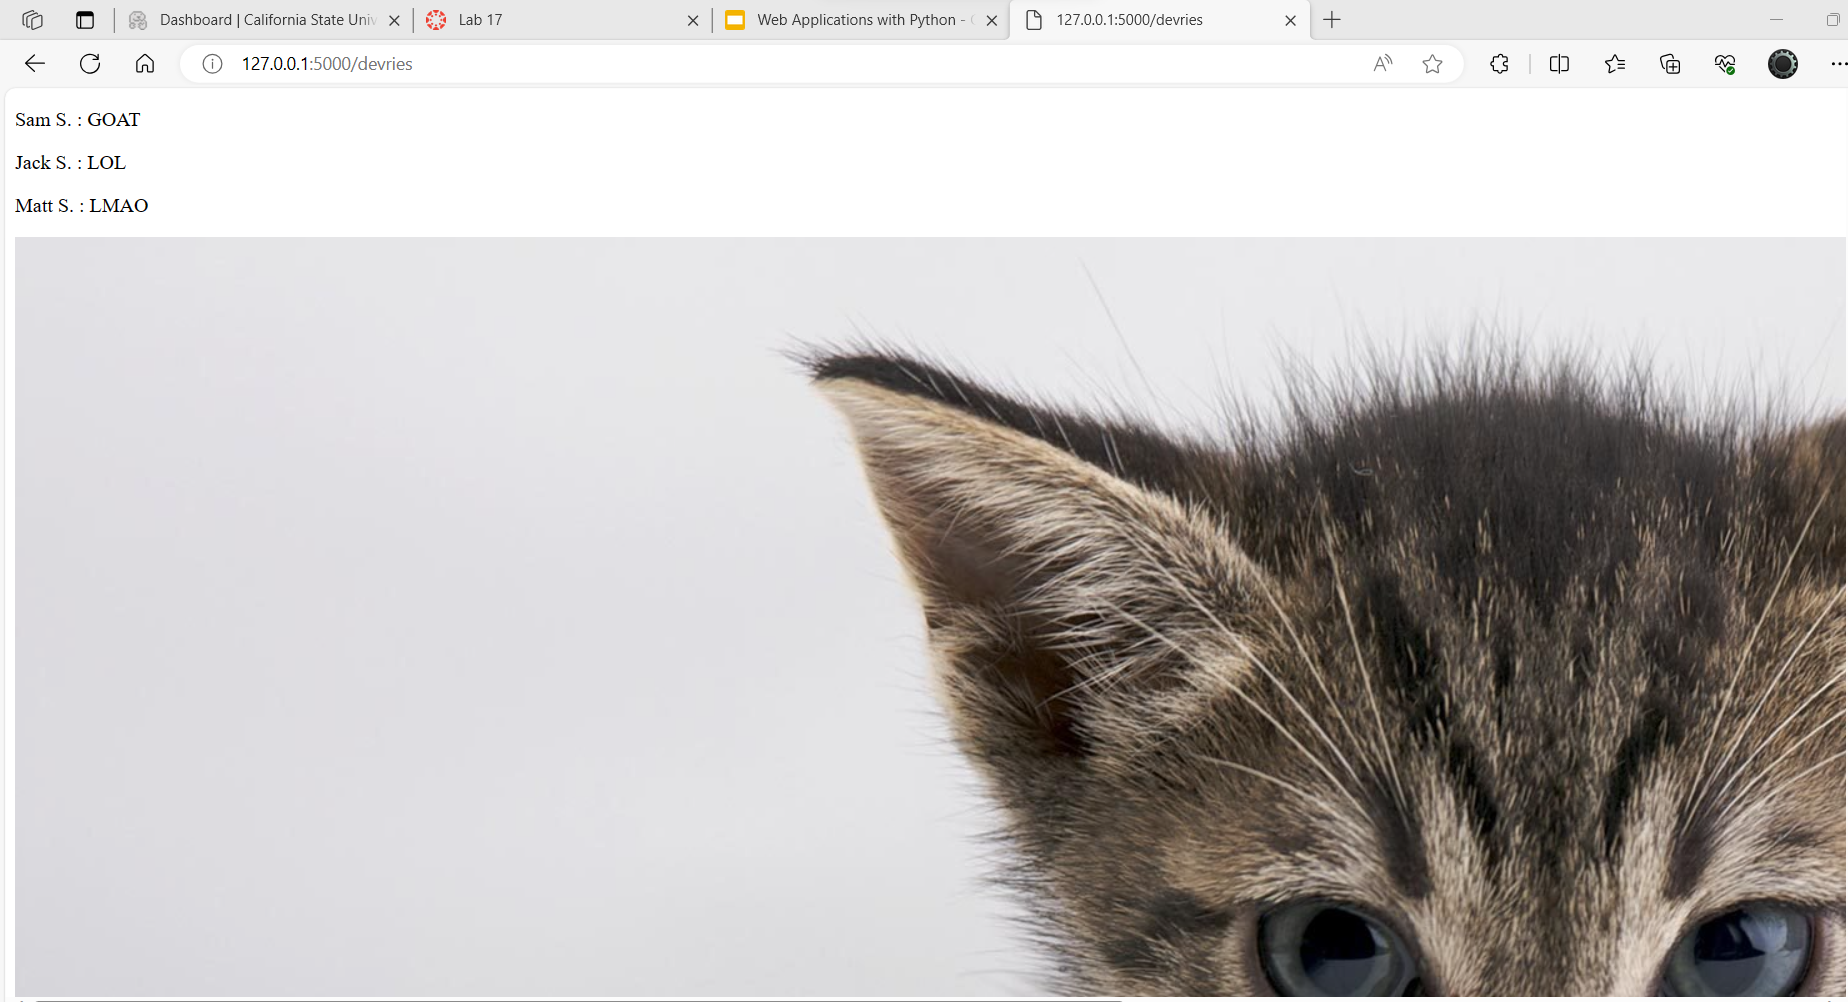 Dashboard | California State Univ
Lab 17
Web Applications with Python -
127.0.0.1:5000/devries
127.0.0.1:5000/devries
Sam S. : GOAT
Jack S. : LOL
Matt S. : LMAO